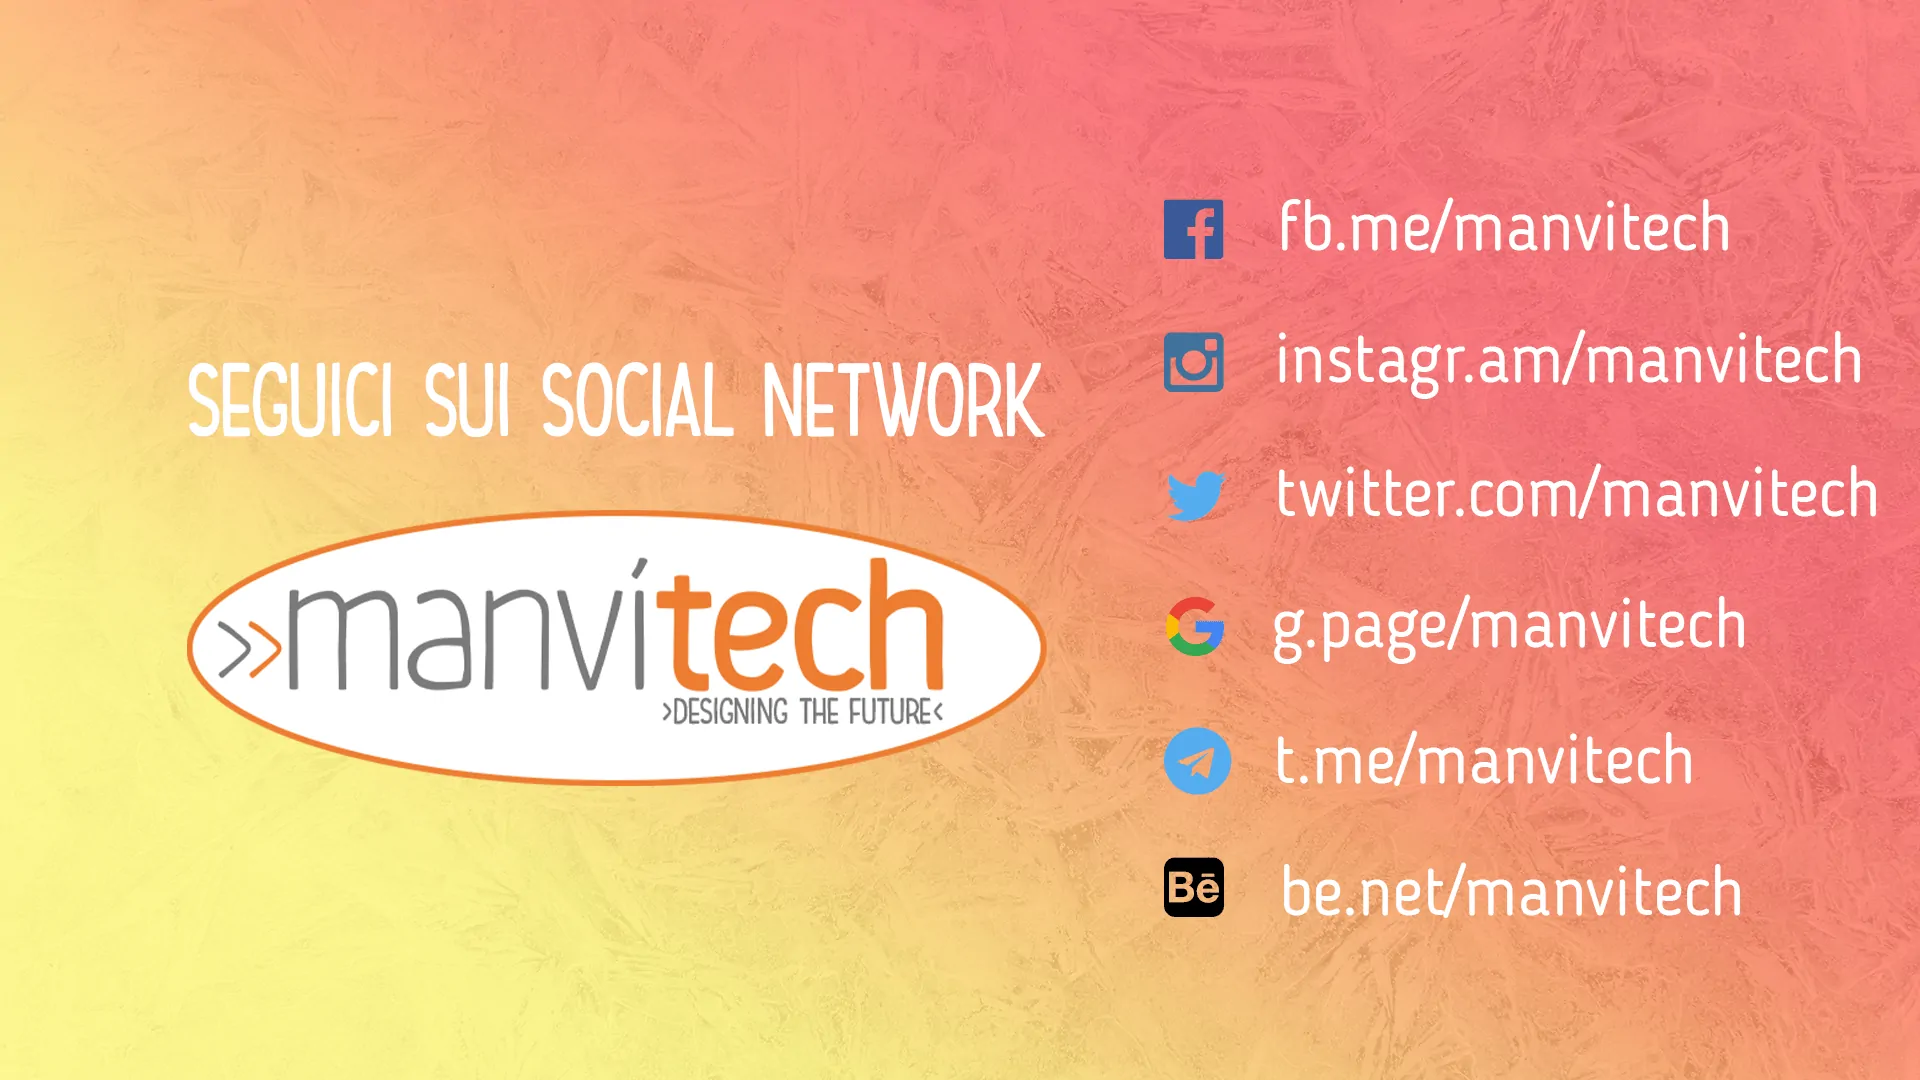 SEGUICI SUI SOCIAL NETWORK
>>manvitech
>DESIGNING THE FUTURE<
fb.me/manvitech
instagr.am/manvitech
twitter.com/manvitech
g.page/manvitech
t.me/manvitech
Bē be.net/manvitech